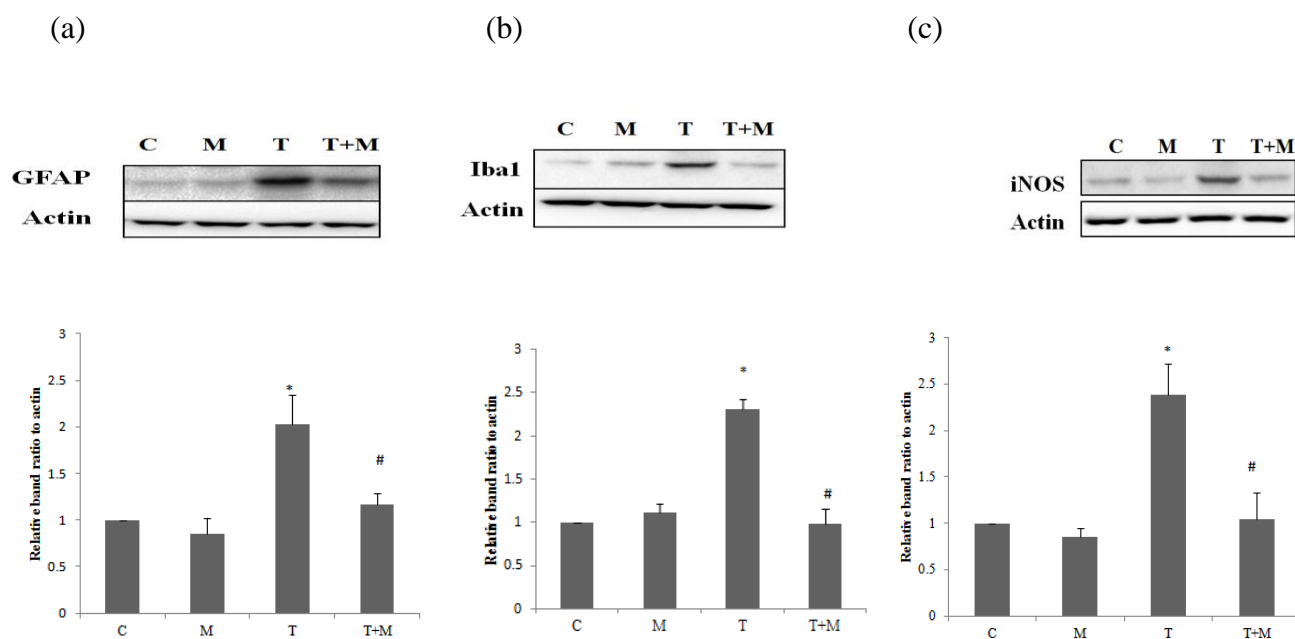 (a)
(b)
(c)
C M T T+M
GFAP
Actin
C M T T+M
Iba1
Actin
C M T T+M
iNOS
Actin
Relative band ratio to actin
3
2.5
2
1.5
1
0.5
0
*
#
C M T T+M
Relative band ratio to actin
3
2.5
2
1.5
1
0.5
0
*
#
C M T T+M
Relative band ratio to actin
3
2.5
2
1.5
1
0.5
0
*
#
C M T T+M